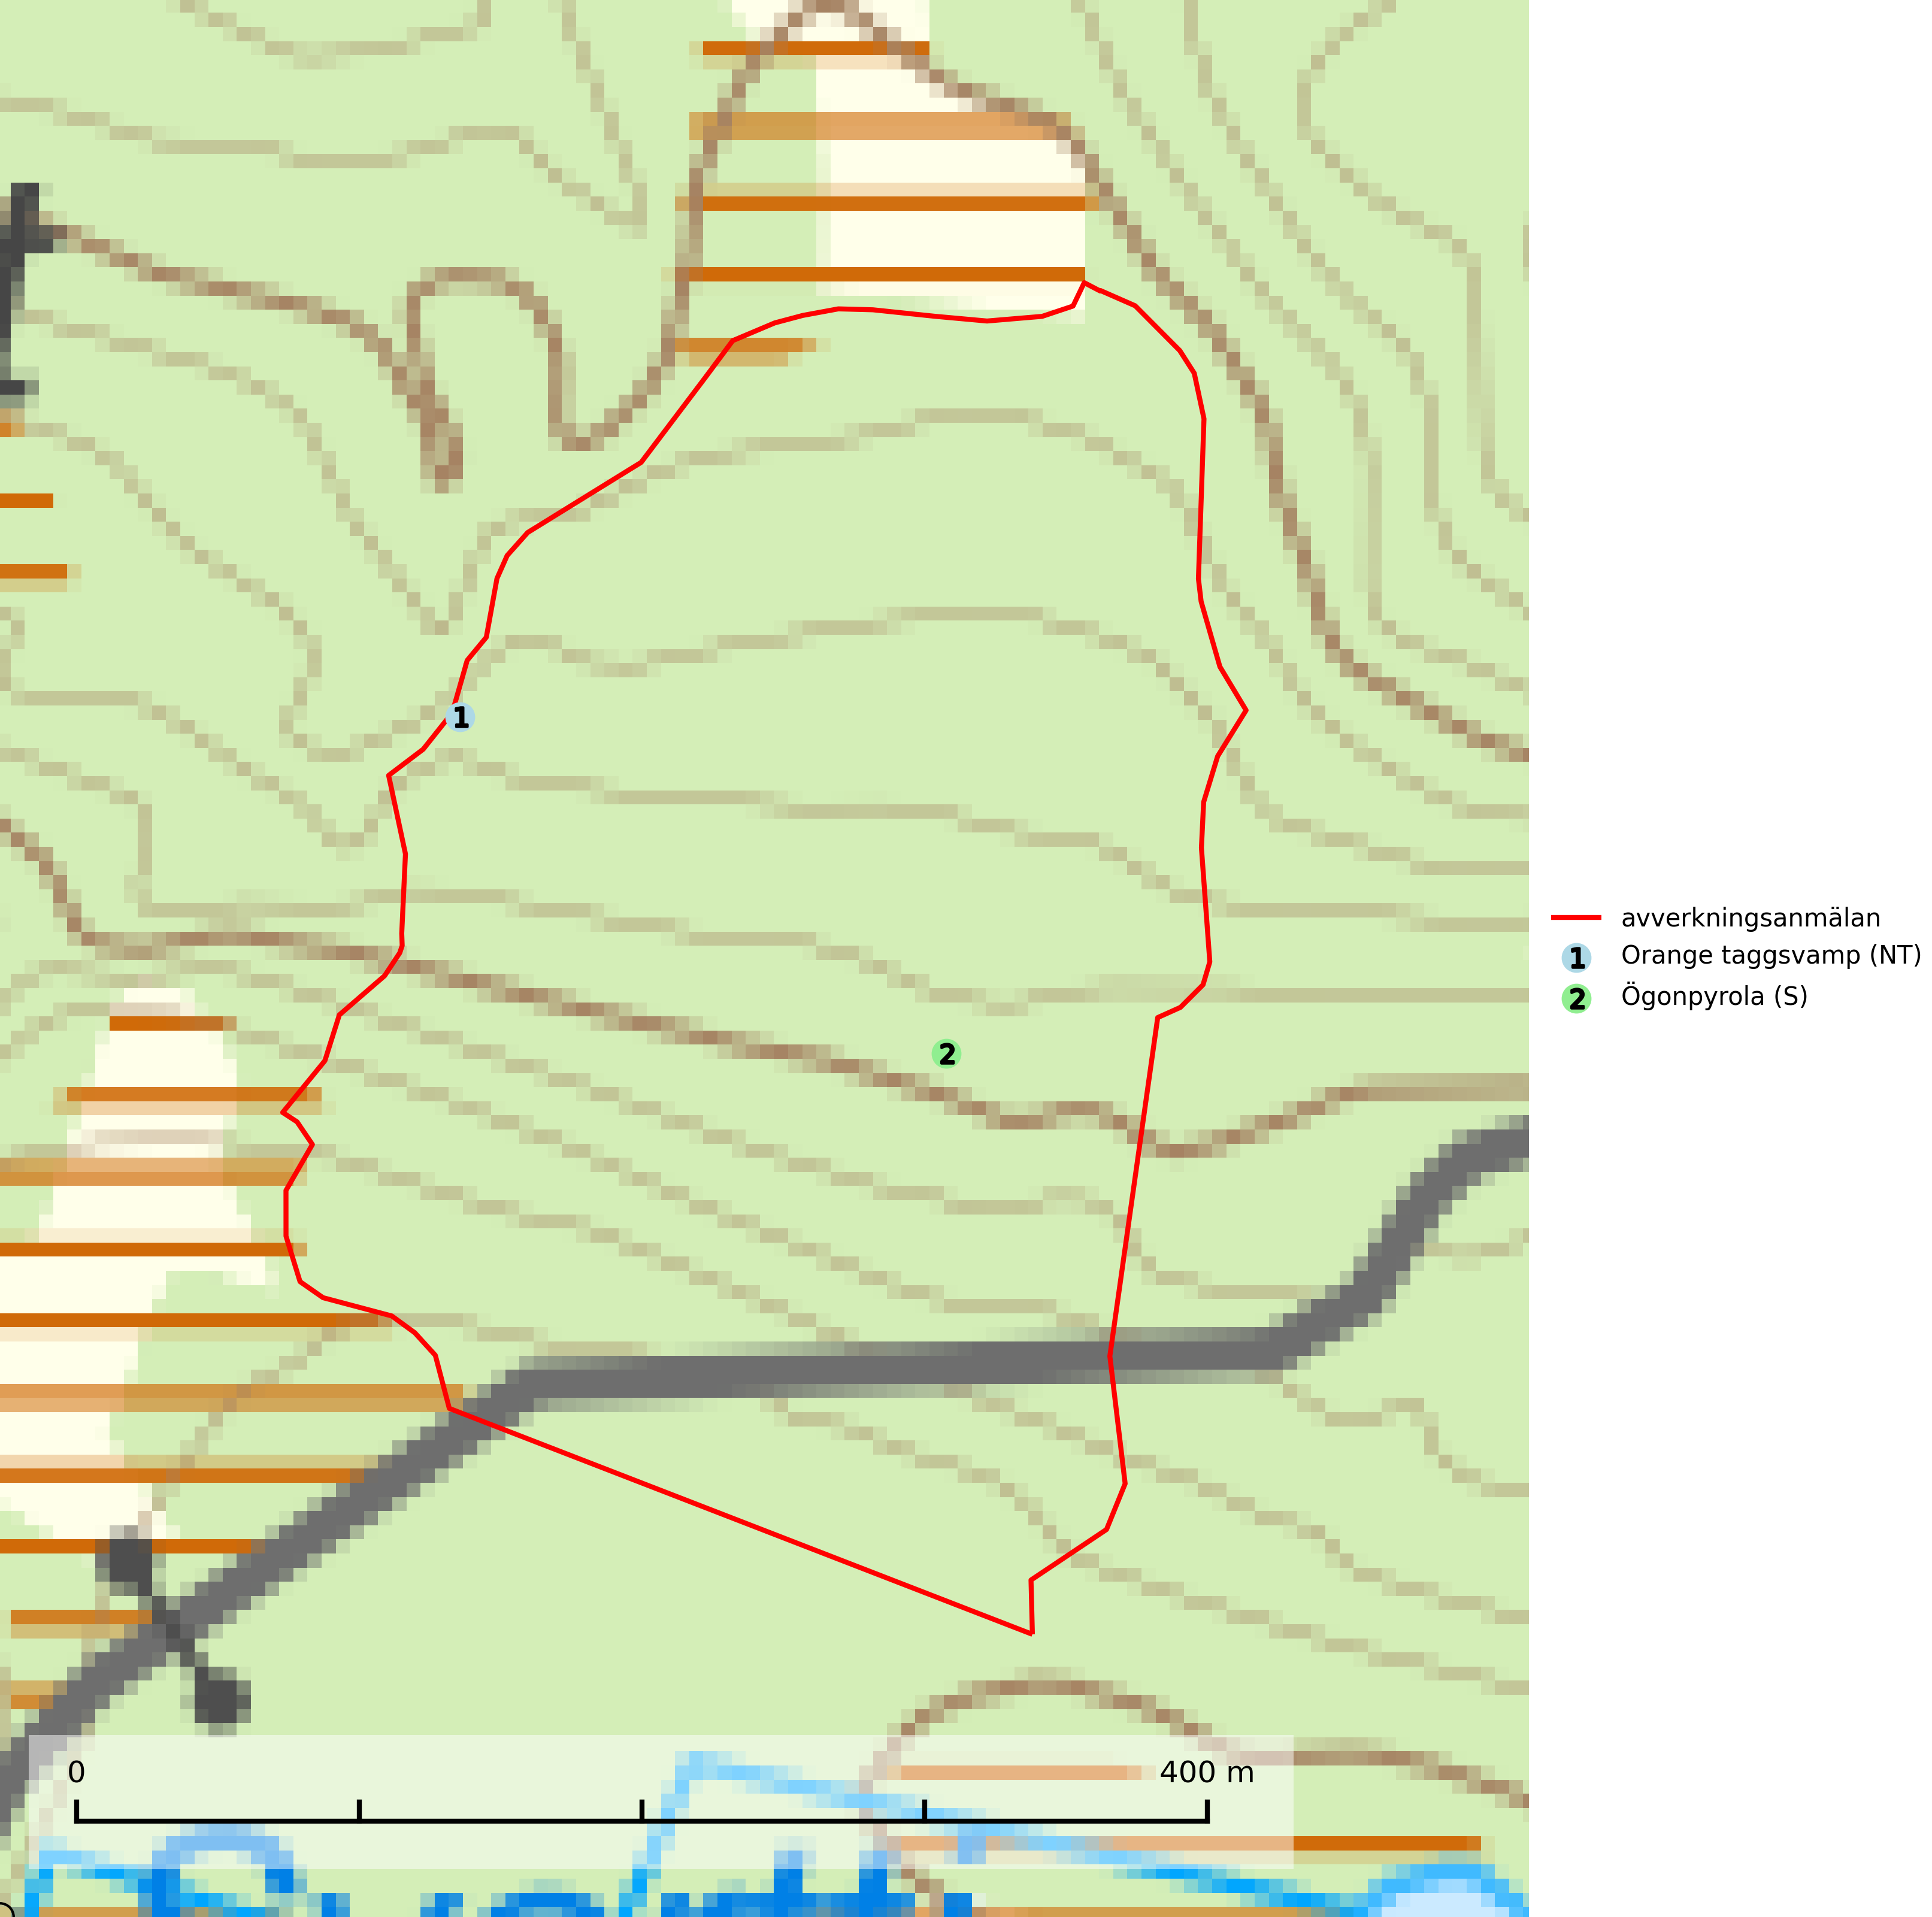 1
2
avverkningsanmälan
1 Orange taggsvamp (NT)
2 Ögonpyrola (S)
0 400 m